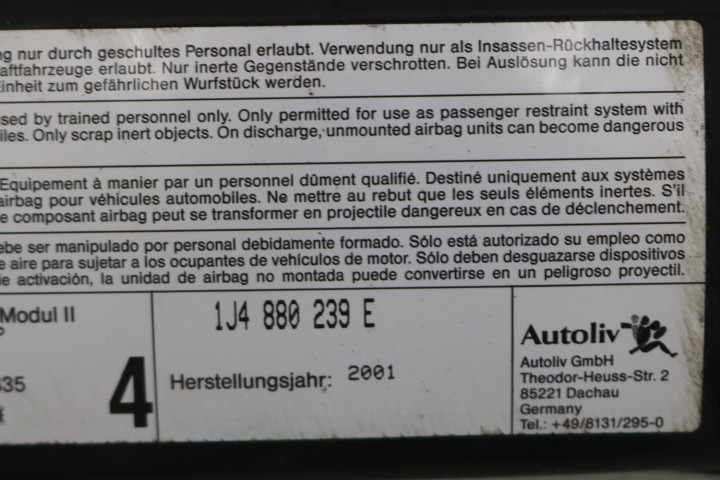 nur durch geschultes Personal erlaubt. Verwendung nur als Insassen-Rückhaltesystem
erlaubt. Nur inerte Gegenstände verschrotten. Bei Auslösung kann die nicht
zum gefährlichen Wurfstück werden.
by trained personnel only. Only permitted for use as passenger restraint system with
Only scrap inert objects. On discharge, unmounted airbag units can become dangerous
Equipement à manier par un personnel dûment qualifié. Destiné uniquement aux systèmes
airbag pour véhicules automobiles. Ne mettre au rebut que les seuls éléments inertes. S'il
composant airbag peut se transformer en projectile dangereux en cas de déclenchement.
ser manipulado por personal debidamente formado. Sólo está autorizado su empleo como
aire para sujetar a los ocupantes de vehículos de motor. Sólo deben desguazarse dispositivos
activación, la unidad de airbag no montada puede convertirse en un peligroso proyectil.
Modul II
635
4
1J4 880 239 E
Herstellungsjahr: 2001
Autoliv
Autoliv GmbH
Theodor-Heuss-Str. 2
85221 Dachau
Germany
Tel.: +49/8131/295-0